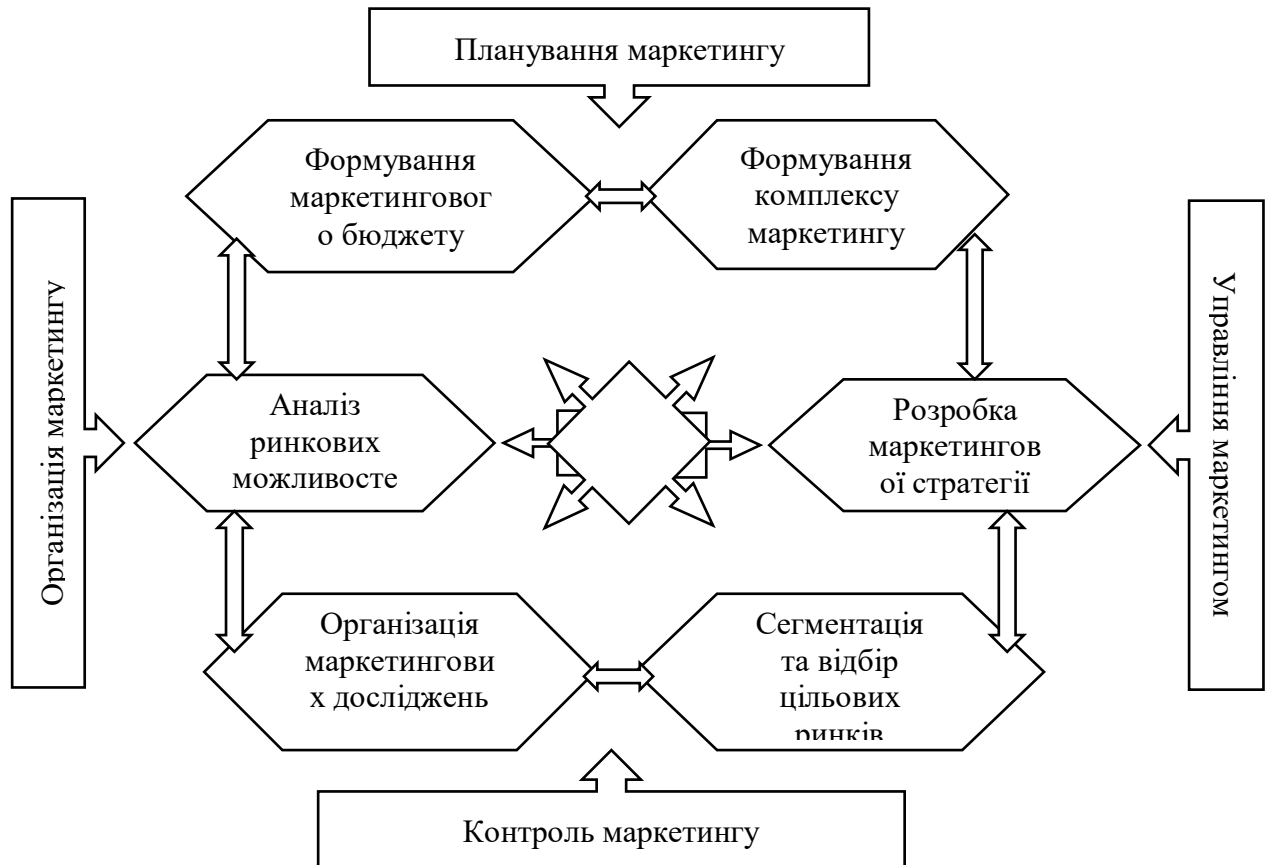 Планування маркетингу
Формування
маркетинговог
о бюджету
Формування
комплексу
маркетингу
Організація маркетингу
Управління маркетингом
Аналіз
ринкових
можливосте
Розробка
маркетингов
ої стратегії
Організація
маркетингови
х досліджень
Сегментація
та відбір
цільових
ринків
Контроль маркетингу